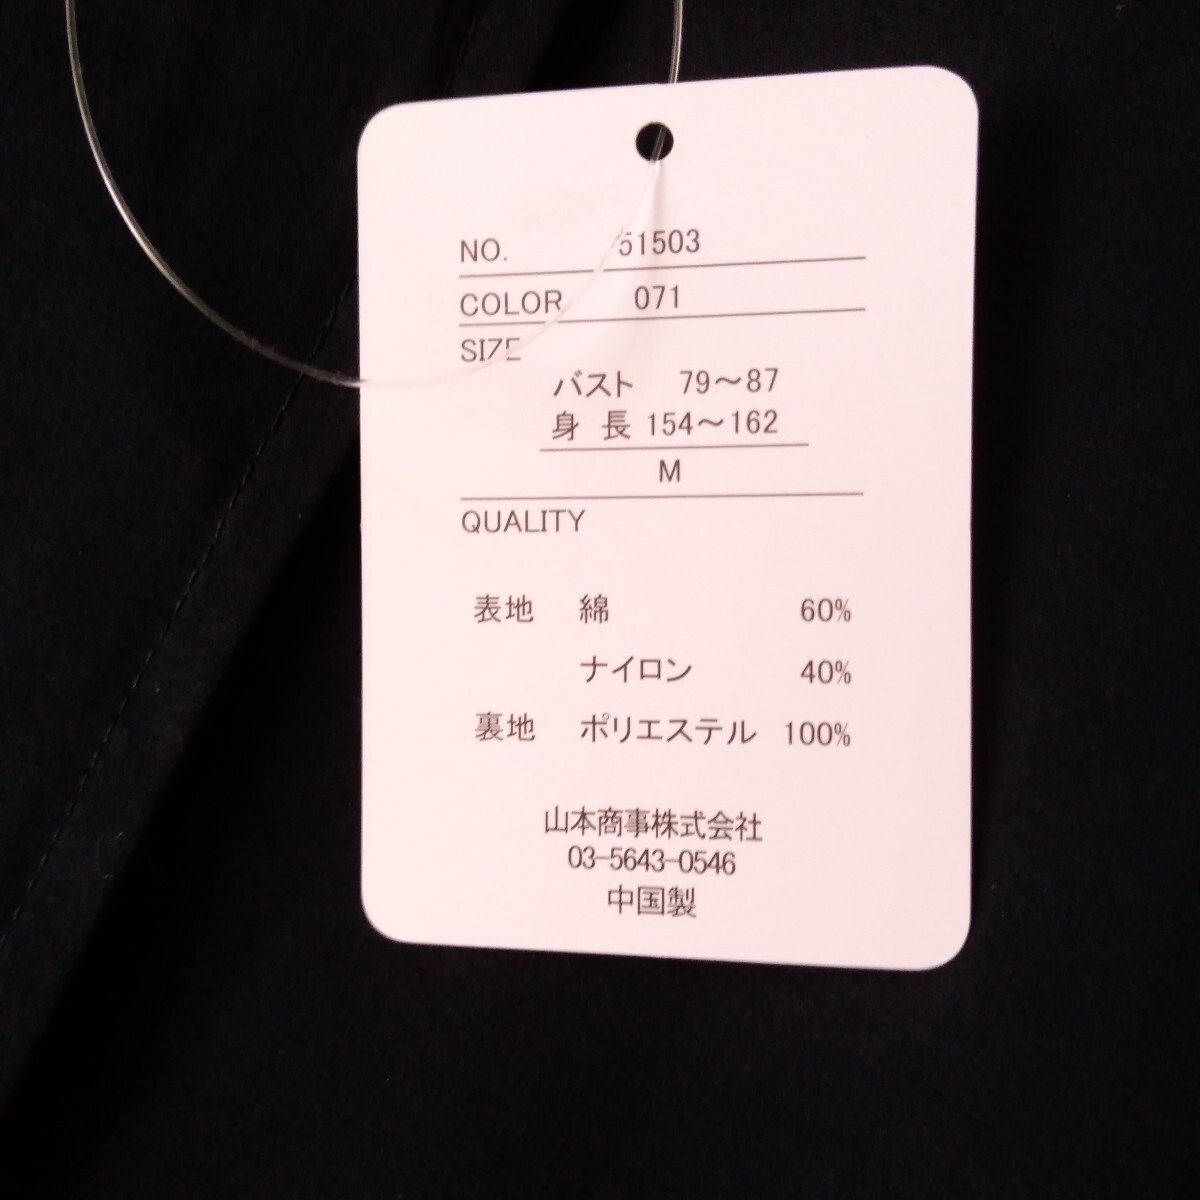 NO. 51503
COLOR 071
SIZE
バスト 79～87
身 長 154～162
M
QUALITY
表地 綿 60%
ナイロン 40%
裏地 ポリエステル 100%
山本商事株式会社
03-5643-0546
中国製